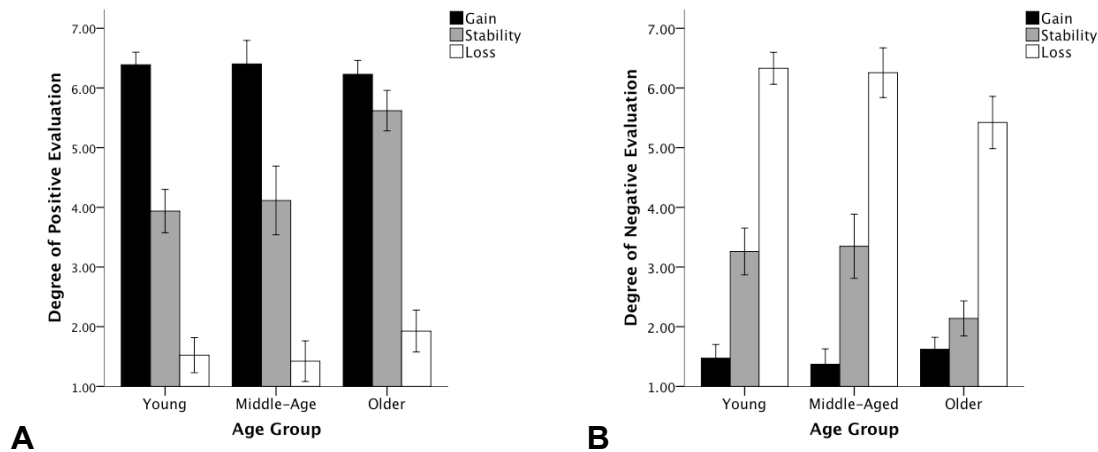 Gain
Stability
Loss
7.00
6.00
5.00
4.00
3.00
2.00
1.00
Degree of Positive Evaluation
Young
Middle-Age
Older
Age Group
A
Gain
Stability
Loss
7.00
6.00
5.00
4.00
3.00
2.00
1.00
Degree of Negative Evaluation
Young
Middle-Aged
Older
Age Group
B